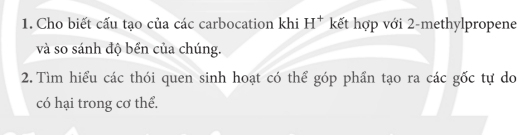 1. Cho biết cấu tạo của các carbocation khi H⁺ kết hợp với 2-methylpropene
và so sánh độ bền của chúng.
2. Tìm hiểu các thói quen sinh hoạt có thể góp phần tạo ra các gốc tự do
có hại trong cơ thể.